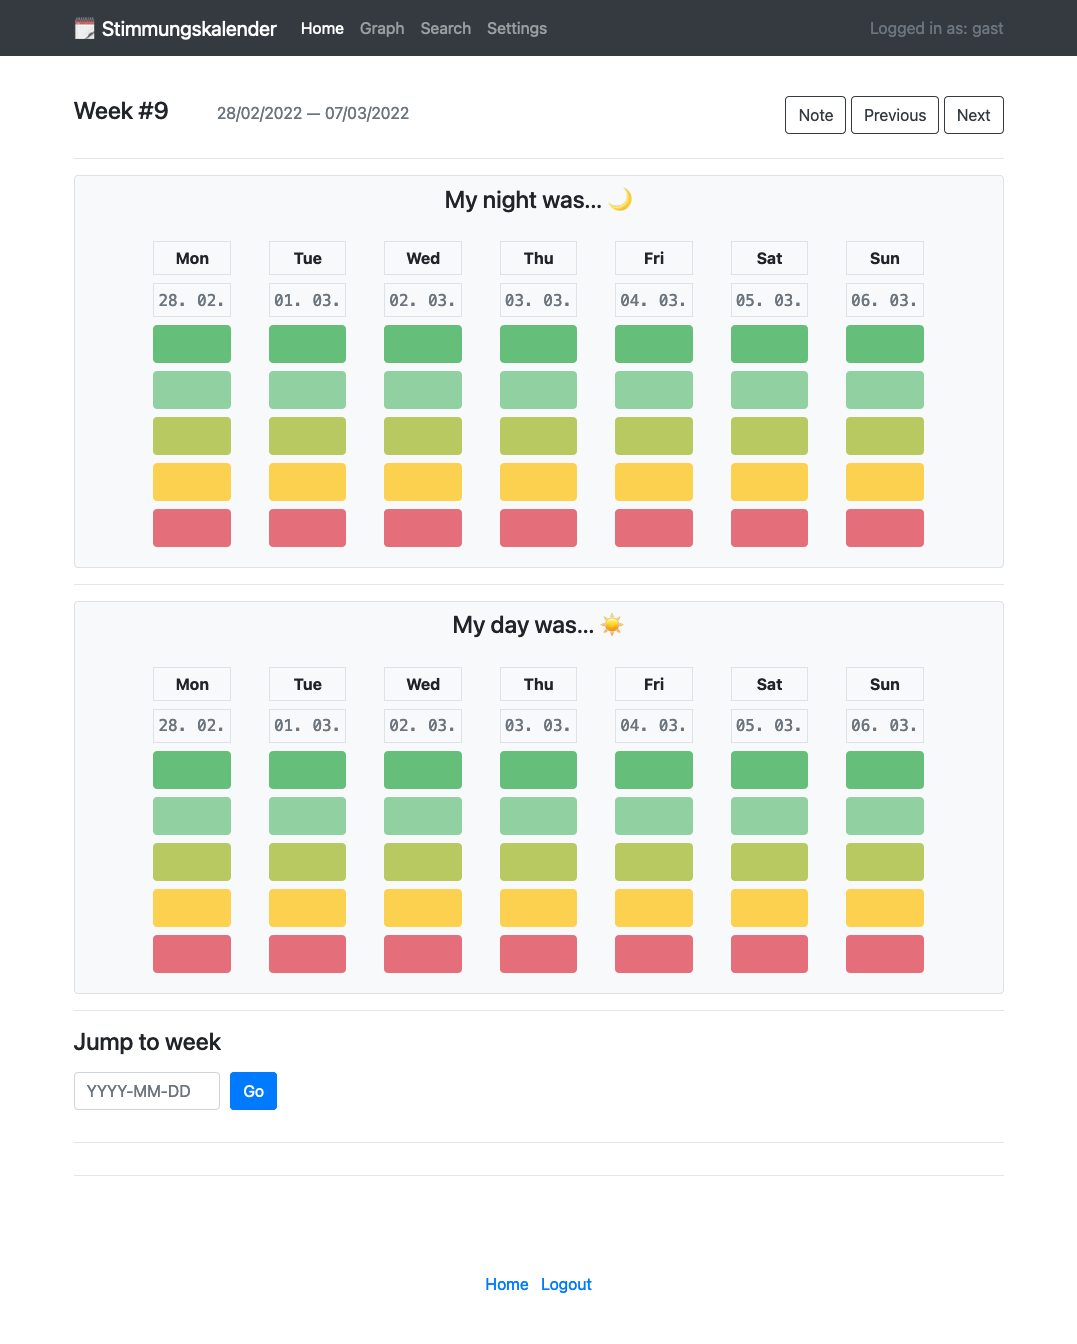 🗓️ Stimmungskalender Home Graph Search Settings Logged in as: gast
Week #9 28/02/2022 — 07/03/2022 Note Previous Next
My night was... 🌙
Mon Tue Wed Thu Fri Sat Sun
28. 02. 01. 03. 02. 03. 03. 03. 04. 03. 05. 03. 06. 03.
My day was... ☀️
Mon Tue Wed Thu Fri Sat Sun
28. 02. 01. 03. 02. 03. 03. 03. 04. 03. 05. 03. 06. 03.
Jump to week
YYYY-MM-DD Go
Home Logout